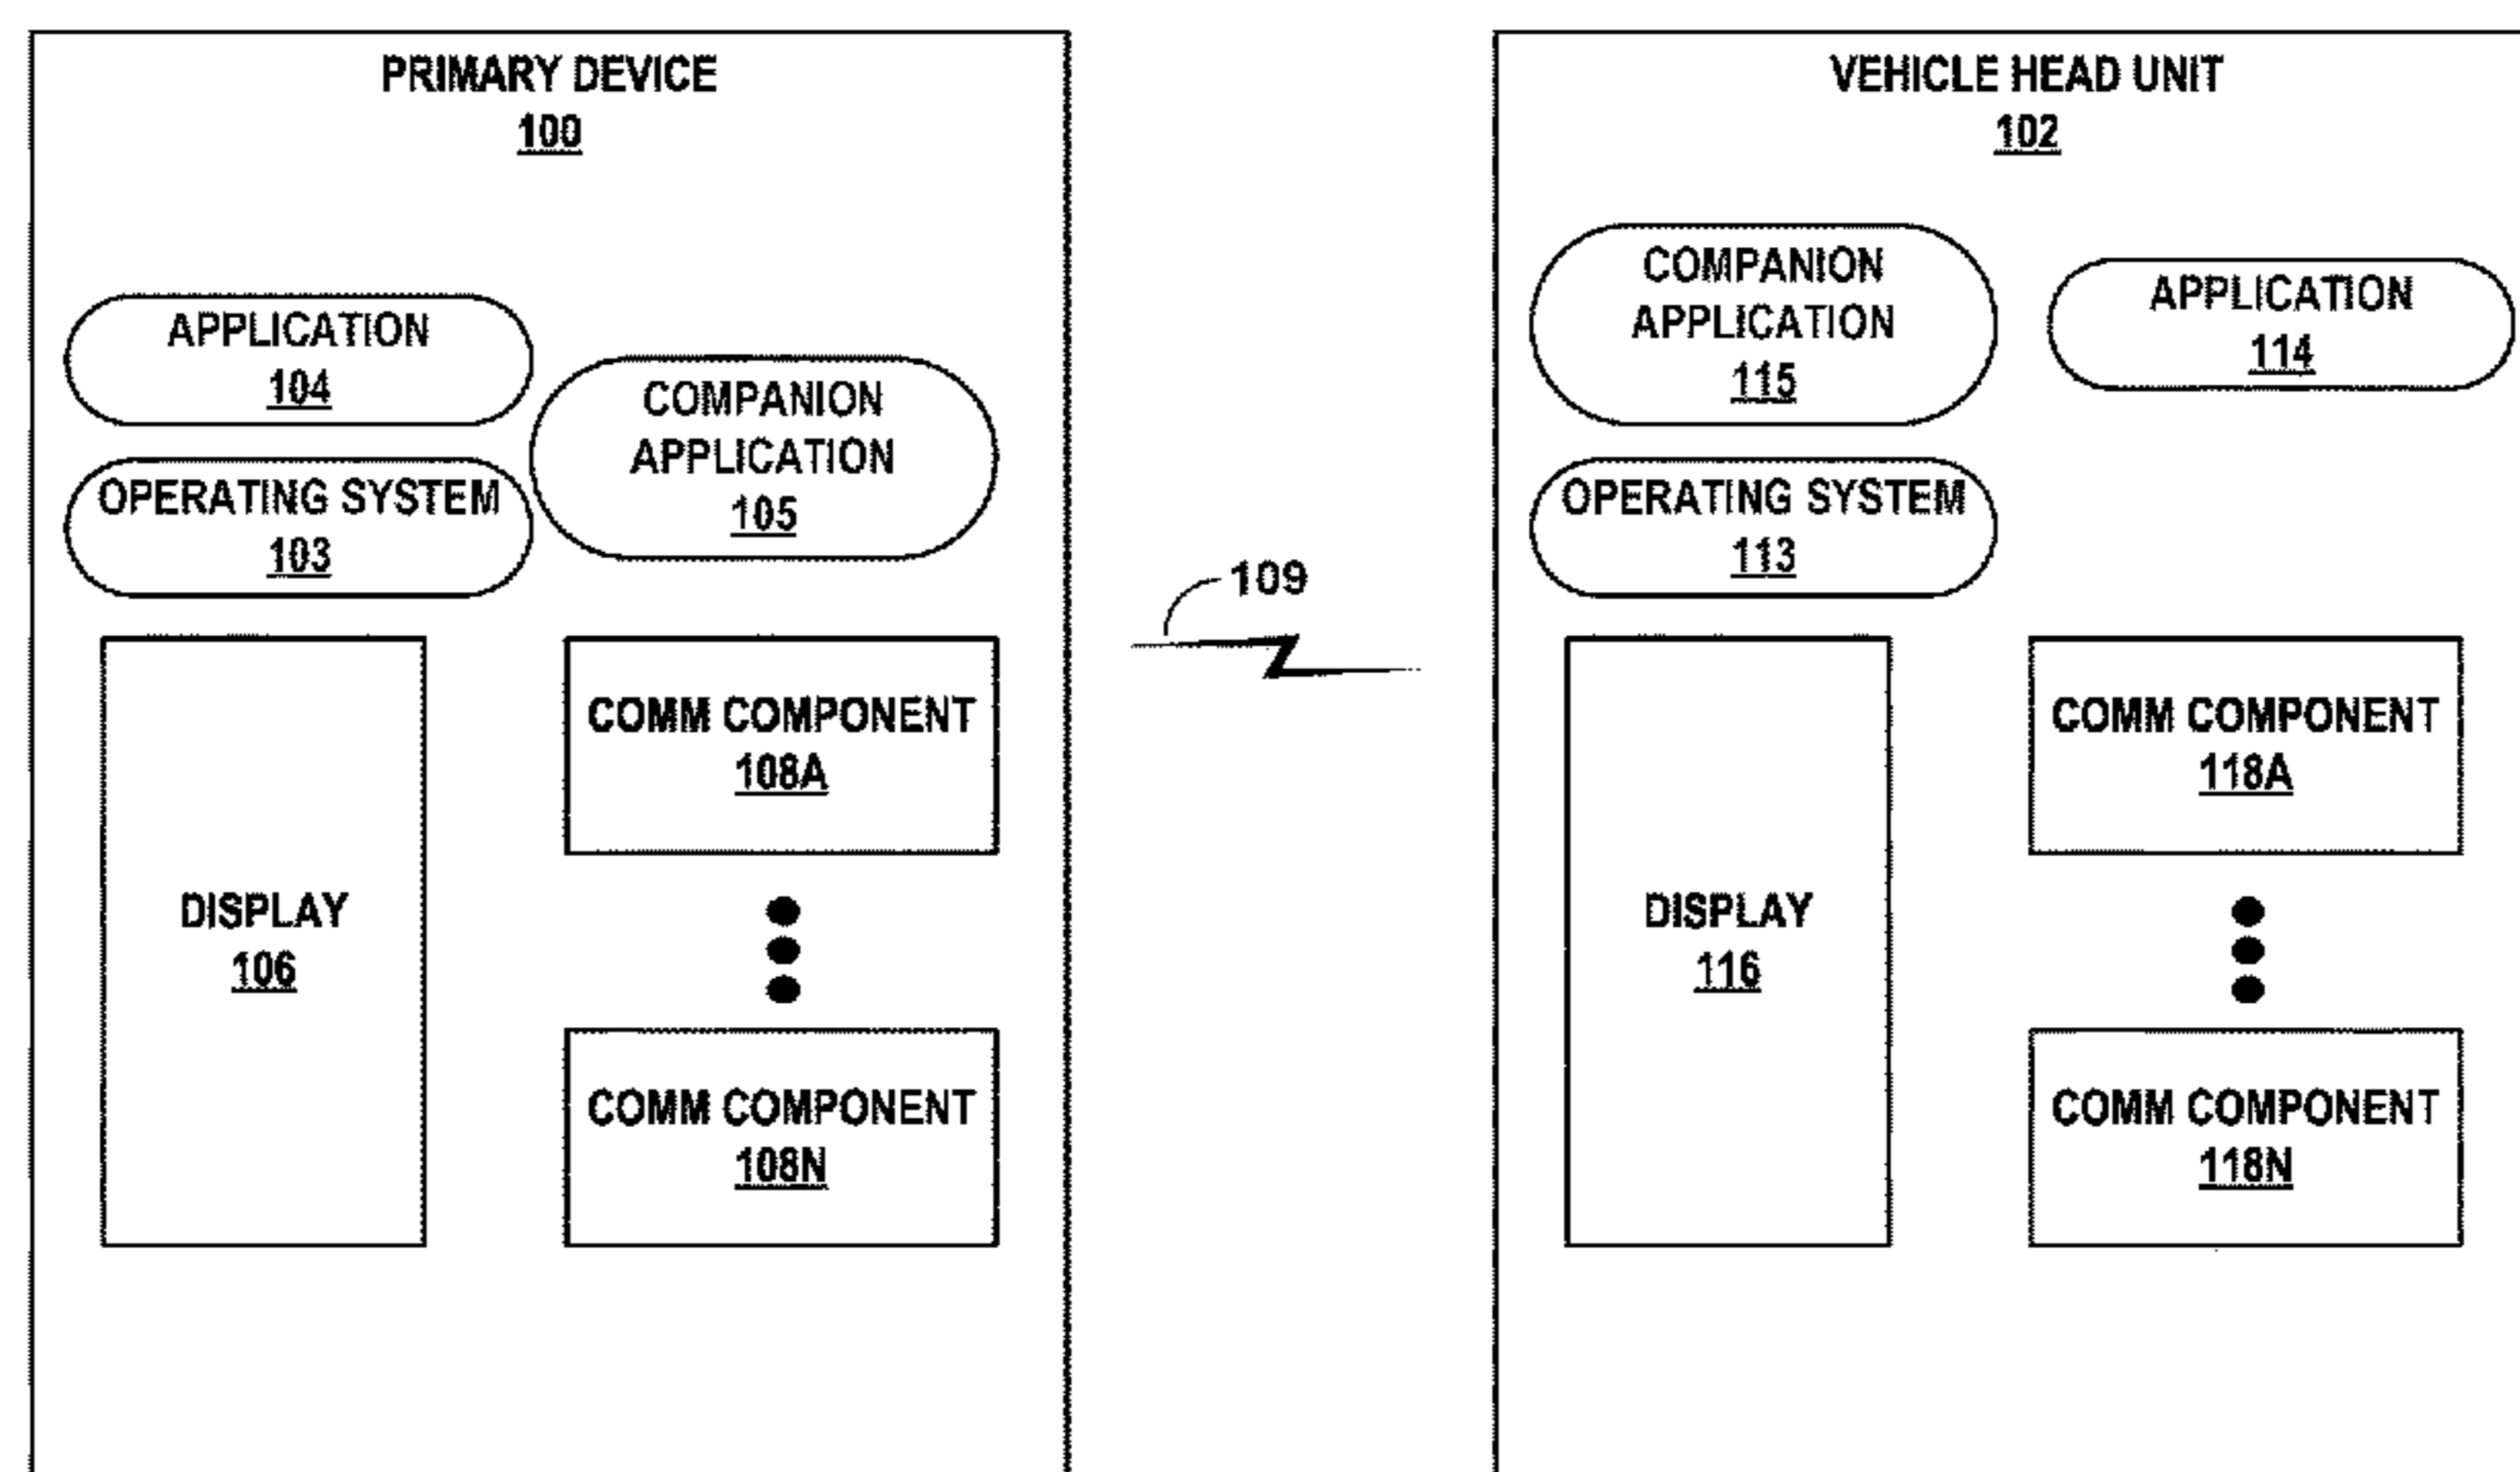 PRIMARY DEVICE
100
APPLICATION
104
COMPANION
APPLICATION
105
OPERATING SYSTEM
103
DISPLAY
106
COMM COMPONENT
108A
COMM COMPONENT
108N
109
VEHICLE HEAD UNIT
102
COMPANION
APPLICATION
115
APPLICATION
114
OPERATING SYSTEM
113
DISPLAY
116
COMM COMPONENT
118A
COMM COMPONENT
118N